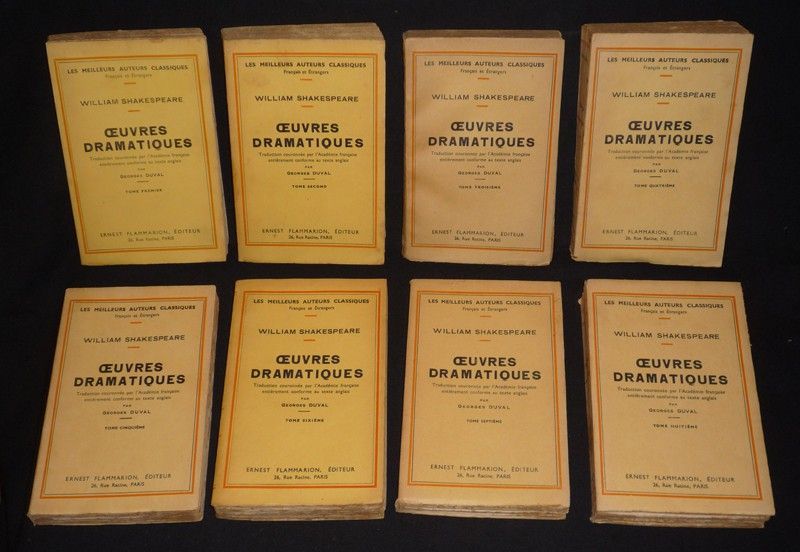 LES MEILLEURS AUTEURS CLASSIQUES
Français et Étrangers
WILLIAM SHAKESPEARE
ŒUVRES
DRAMATIQUES
Traduction couronnée par l'Académie française
entièrement conforme au texte anglais
PAR
GEORGES DUVAL
TOME PREMIER
ERNEST FLAMMARION, ÉDITEUR
26, Rue Racine, PARIS
LES MEILLEURS AUTEURS CLASSIQUES
Français et Étrangers
WILLIAM SHAKESPEARE
ŒUVRES
DRAMATIQUES
Traduction couronnée par l'Académie française
entièrement conforme au texte anglais
PAR
GEORGES DUVAL
TOME SECOND
ERNEST FLAMMARION, ÉDITEUR
26, Rue Racine, PARIS
LES MEILLEURS AUTEURS CLASSIQUES
Français et Étrangers
WILLIAM SHAKESPEARE
ŒUVRES
DRAMATIQUES
Traduction couronnée par l'Académie française
entièrement conforme au texte anglais
PAR
GEORGES DUVAL
TOME TROISIÈME
ERNEST FLAMMARION, ÉDITEUR
26, Rue Racine, PARIS
LES MEILLEURS AUTEURS CLASSIQUES
Français et Étrangers
WILLIAM SHAKESPEARE
ŒUVRES
DRAMATIQUES
Traduction couronnée par l'Académie française
entièrement conforme au texte anglais
PAR
GEORGES DUVAL
TOME QUATRIÈME
ERNEST FLAMMARION, ÉDITEUR
26, Rue Racine, PARIS
LES MEILLEURS AUTEURS CLASSIQUES
Français et Étrangers
WILLIAM SHAKESPEARE
ŒUVRES
DRAMATIQUES
Traduction couronnée par l'Académie française
entièrement conforme au texte anglais
PAR
GEORGES DUVAL
TOME CINQUIÈME
ERNEST FLAMMARION, ÉDITEUR
26, Rue Racine, PARIS
LES MEILLEURS AUTEURS CLASSIQUES
Français et Étrangers
WILLIAM SHAKESPEARE
ŒUVRES
DRAMATIQUES
Traduction couronnée par l'Académie française
entièrement conforme au texte anglais
PAR
GEORGES DUVAL
TOME SIXIÈME
ERNEST FLAMMARION, ÉDITEUR
26, Rue Racine, PARIS
LES MEILLEURS AUTEURS CLASSIQUES
Français et Étrangers
WILLIAM SHAKESPEARE
ŒUVRES
DRAMATIQUES
Traduction couronnée par l'Académie française
entièrement conforme au texte anglais
PAR
GEORGES DUVAL
TOME SEPTIÈME
ERNEST FLAMMARION, ÉDITEUR
26, Rue Racine, PARIS
LES MEILLEURS AUTEURS CLASSIQUES
Français et Étrangers
WILLIAM SHAKESPEARE
ŒUVRES
DRAMATIQUES
Traduction couronnée par l'Académie française
entièrement conforme au texte anglais
PAR
GEORGES DUVAL
TOME HUITIÈME
ERNEST FLAMMARION, ÉDITEUR
26, Rue Racine, PARIS